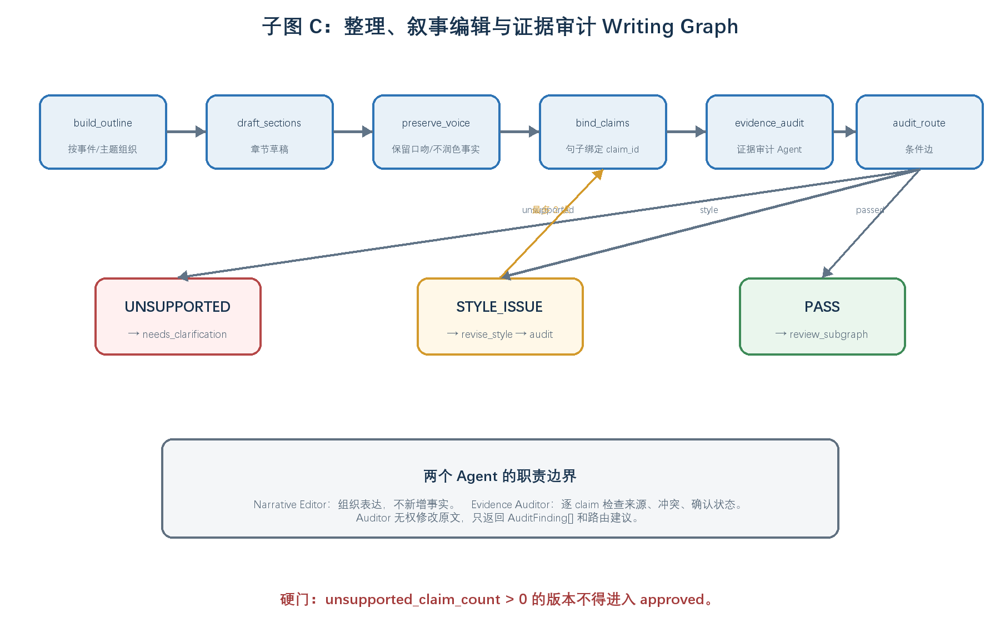 子图 C：整理、叙事编辑与证据审计 Writing Graph
build_outline
按事件/主题组织
draft_sections
章节草稿
preserve_voice
保留口吻/不润色事实
bind_claims
句子绑定 claim_id
evidence_audit
证据审计 Agent
audit_route
条件边
unsupported
最多 2 次
style
passed
UNSUPPORTED
→ needs_clarification
STYLE_ISSUE
→ revise_style → audit
PASS
→ review_subgraph
两个 Agent 的职责边界
Narrative Editor：组织表达，不新增事实。 Evidence Auditor：逐 claim 检查来源、冲突、确认状态。
Auditor 无权修改原文，只返回 AuditFinding[] 和路由建议。
硬门：unsupported_claim_count > 0 的版本不得进入 approved。